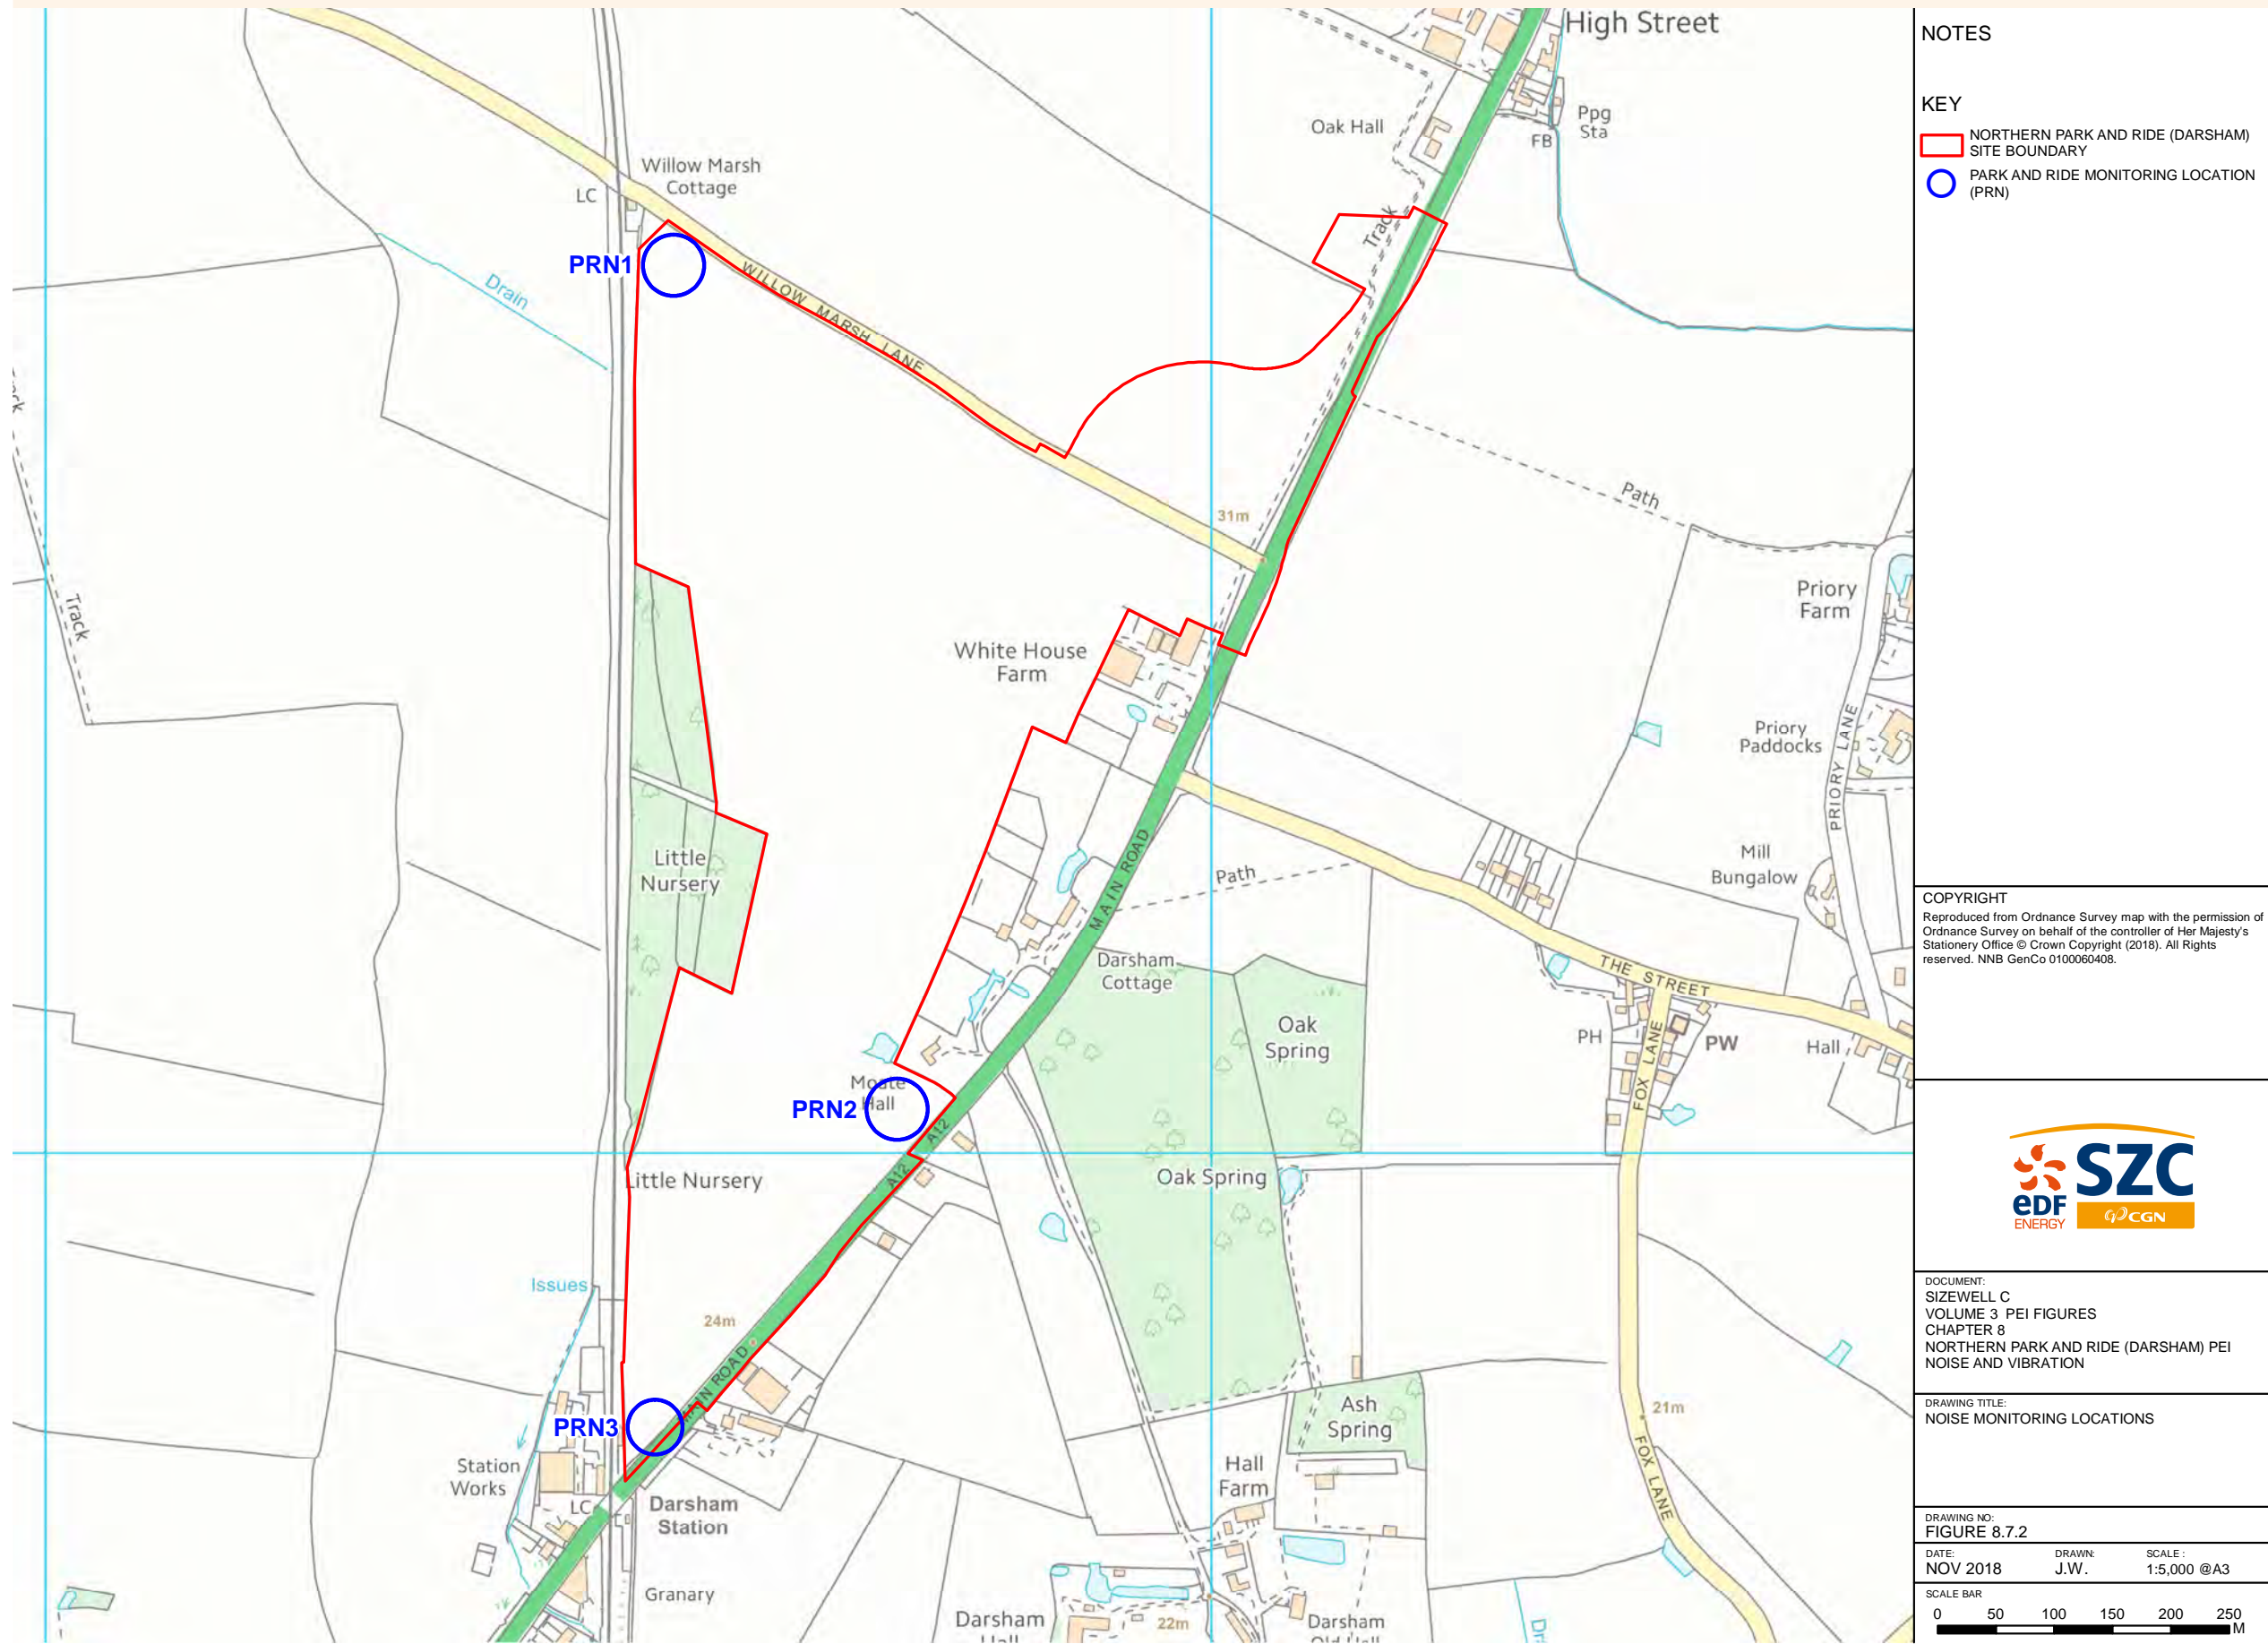 High Street
Oak Hall
Ppg
Sta
FB
Willow Marsh
Cottage
LC
Track
PRN1
Drain
WILLOW MARSH LANE
Path
31m
Track
White House
Farm
Priory
Farm
Priory
Paddocks
PRIORY LANE
Little
Nursery
MAIN ROAD
Path
Mill
Bungalow
Darsham
Cottage
THE STREET
Oak
Spring
PH
PW
Hall
FOX LANE
Moate
Hall
PRN2
A12
A12
Little Nursery
Oak Spring
Issues
24m
MAIN ROAD
PRN3
Ash
Spring
21m
FOX LANE
Station
Works
LC
Darsham
Station
Hall
Farm
Granary
Darsham
22m
Darsham
NOTES
KEY
NORTHERN PARK AND RIDE (DARSHAM)
SITE BOUNDARY
PARK AND RIDE MONITORING LOCATION
(PRN)
COPYRIGHT
Reproduced from Ordnance Survey map with the permission of
Ordnance Survey on behalf of the controller of Her Majesty's
Stationery Office © Crown Copyright (2018). All Rights
reserved. NNB GenCo 0100060408.
eDF
ENERGY
SZC
CGN
DOCUMENT:
SIZEWELL C
VOLUME 3 PEI FIGURES
CHAPTER 8
NORTHERN PARK AND RIDE (DARSHAM) PEI
NOISE AND VIBRATION
DRAWING TITLE:
NOISE MONITORING LOCATIONS
DRAWING NO:
FIGURE 8.7.2
DATE:
NOV 2018
DRAWN:
J.W.
SCALE :
1:5,000 @A3
SCALE BAR
0 50 100 150 200 250
M